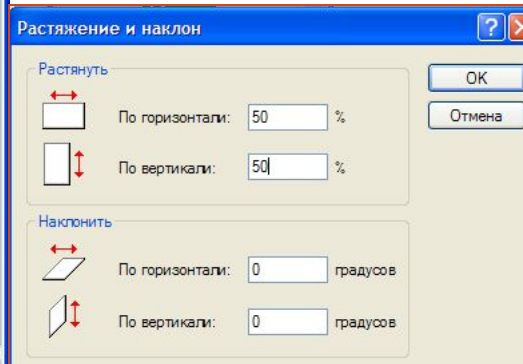 Растяжение и наклон
Растянуть
По горизонтали: 50 %
По вертикали: 50 %
Наклонить
По горизонтали: 0 градусов
По вертикали: 0 градусов
OK
Отмена